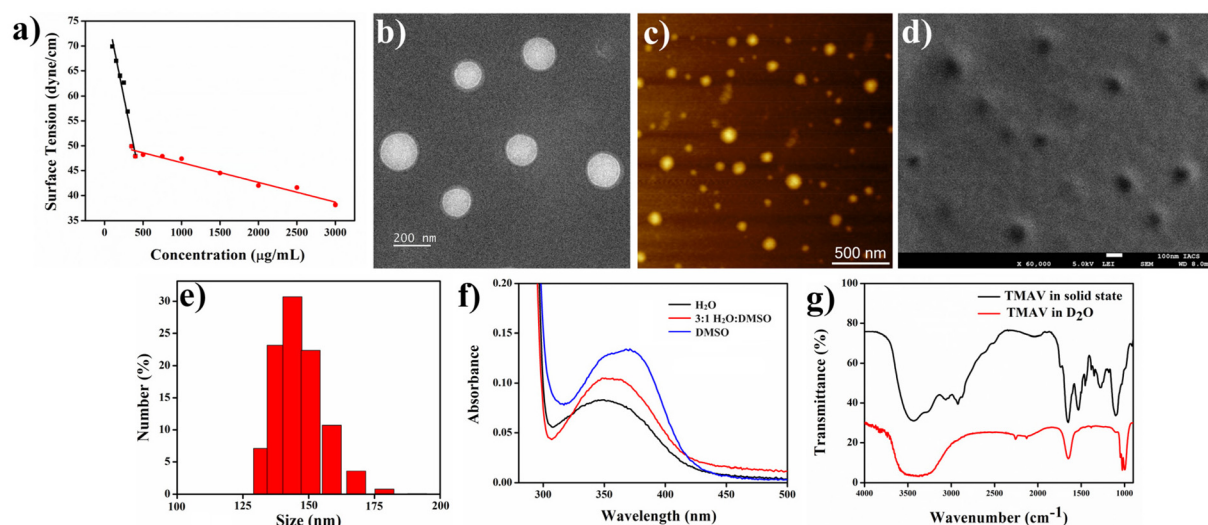 a)
75
70
65
60
55
50
45
40
35
0 500 1000 1500 2000 2500 3000
Surface Tension (dyne/cm)
Concentration (μg/mL)
b)
200 nm
c)
500 nm
d)
100nm IACS
X 60,000 5.0kV LEI SEM WD 8.0m
e)
30
25
20
15
10
5
0
100 125 150 175 200
Number (%)
Size (nm)
f)
H₂O
3:1 H₂O:DMSO
DMSO
0.20
0.15
0.10
0.05
0.00
300 350 400 450 500
Absorbance
Wavelength (nm)
g)
TMAV in solid state
TMAV in D₂O
100
80
60
40
20
0
4000 3000 2000 1000
Transmittance (%)
Wavenumber (cm⁻¹)